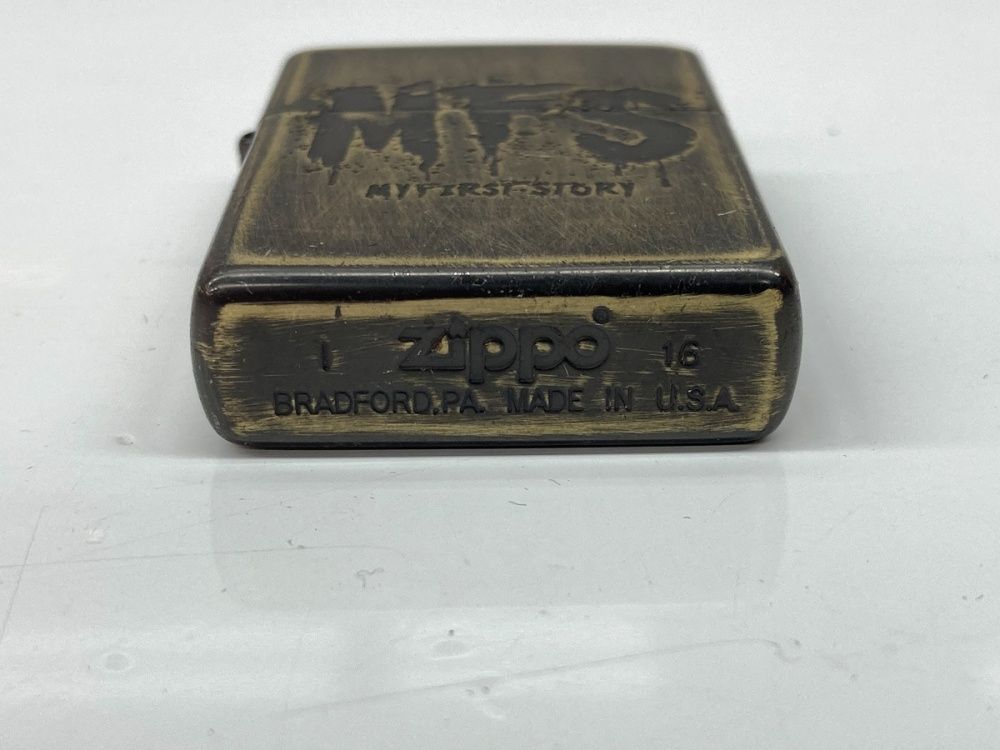 MFS
MY FIRST STORY
I zippo 16
BRADFORD,PA. MADE IN U.S.A.